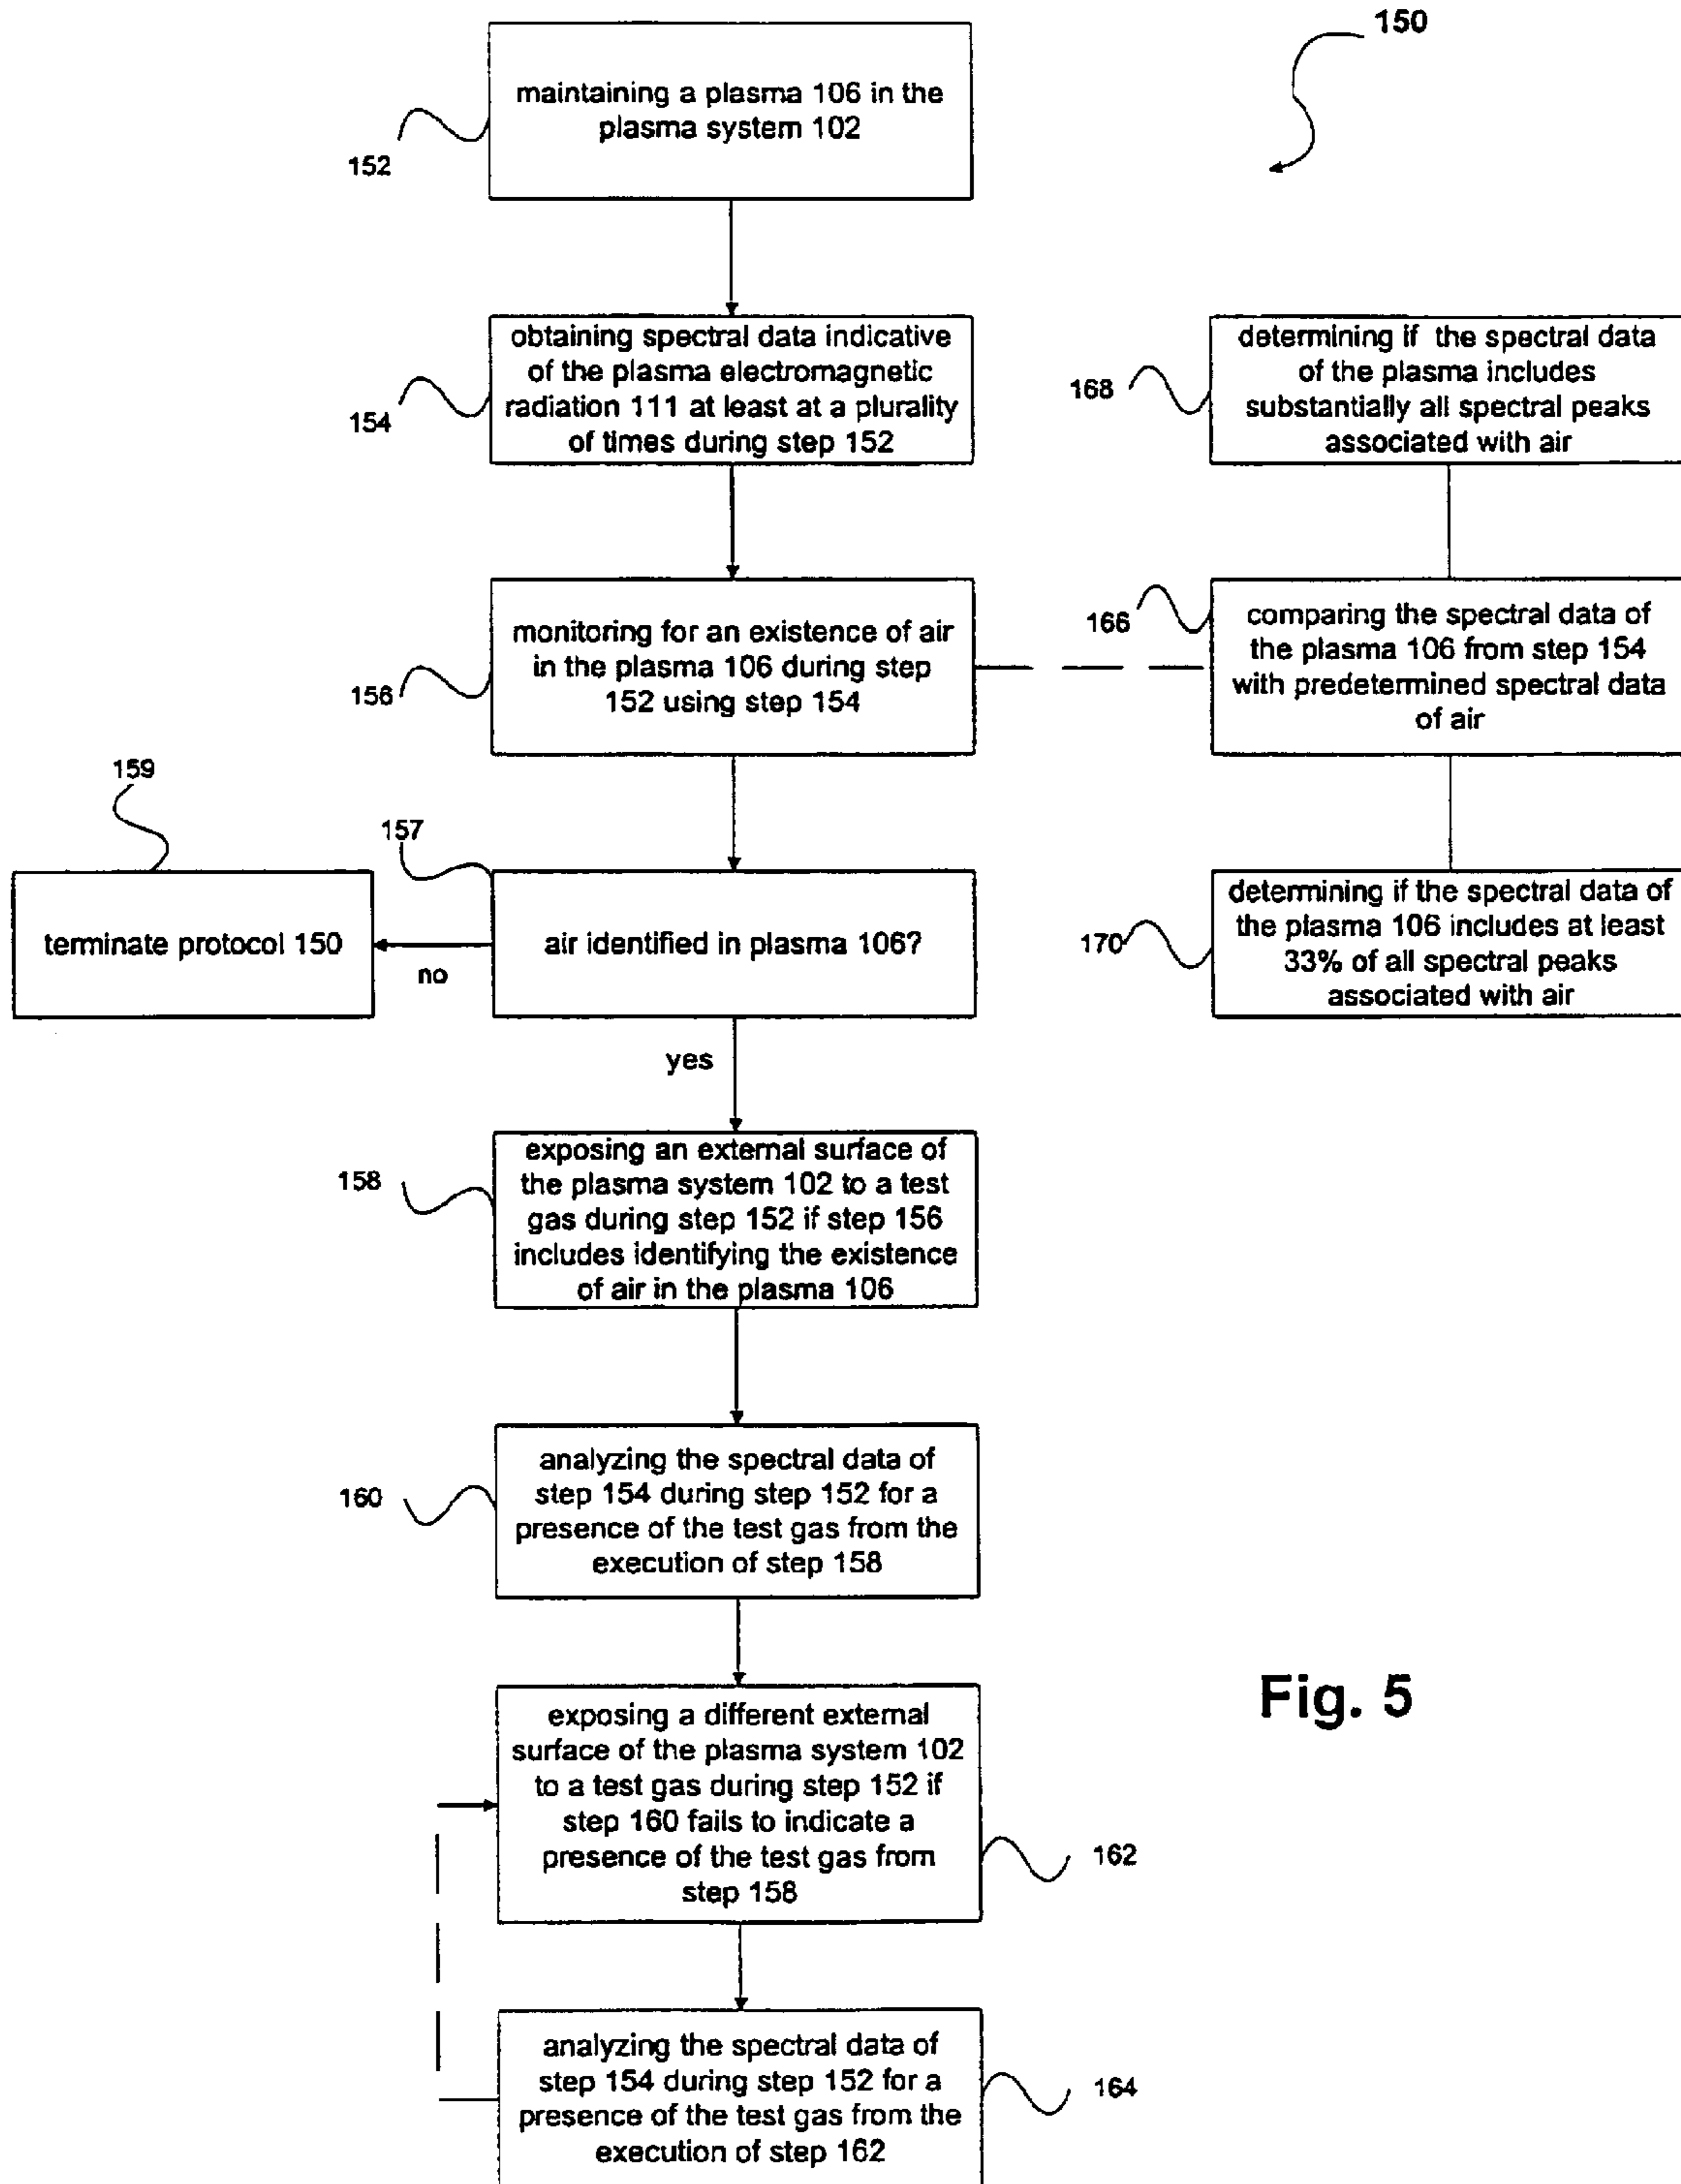 150
maintaining a plasma 106 in the
plasma system 102
152
obtaining spectral data indicative
of the plasma electromagnetic
radiation 111 at least at a plurality
of times during step 152
154
determining if the spectral data
of the plasma includes
substantially all spectral peaks
associated with air
168
monitoring for an existence of air
in the plasma 106 during step
152 using step 154
156
comparing the spectral data of
the plasma 106 from step 154
with predetermined spectral data
of air
166
159
terminate protocol 150
no
157
air identified in plasma 106?
determining if the spectral data of
the plasma 106 includes at least
33% of all spectral peaks
associated with air
170
yes
exposing an external surface of
the plasma system 102 to a test
gas during step 152 if step 156
includes identifying the existence
of air in the plasma 106
158
analyzing the spectral data of
step 154 during step 152 for a
presence of the test gas from the
execution of step 158
160
exposing a different external
surface of the plasma system 102
to a test gas during step 152 if
step 160 fails to indicate a
presence of the test gas from
step 158
162
Fig. 5
analyzing the spectral data of
step 154 during step 152 for a
presence of the test gas from the
execution of step 162
164